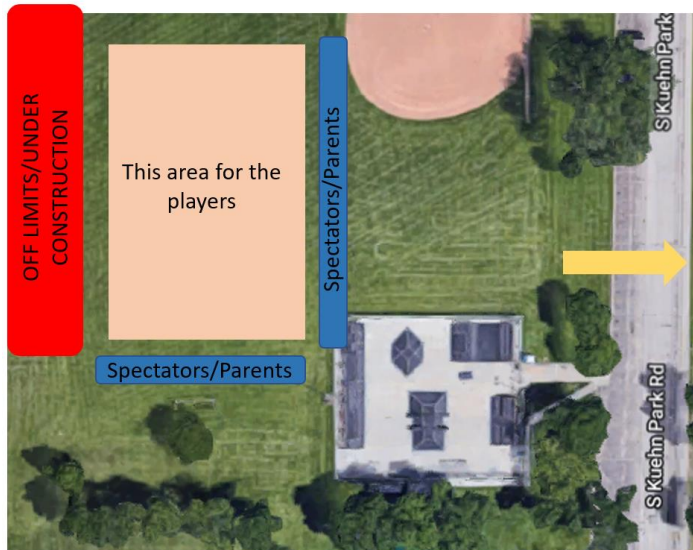 OFF LIMITS/UNDER
CONSTRUCTION
This area for the
players
Spectators/Parents
Spectators/Parents
S Kuehn Park
S Kuehn Park Rd